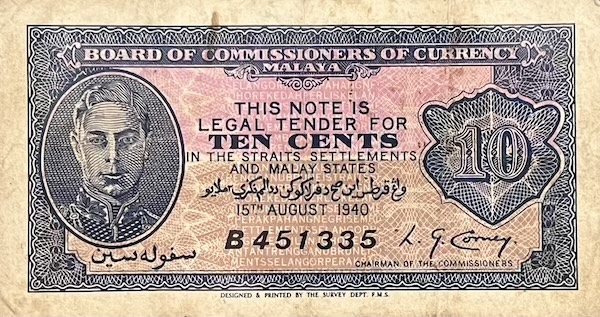 BOARD OF COMMISSIONERS OF CURRENCY
MALAYA
THIS NOTE IS
LEGAL TENDER FOR
TEN CENTS
10
IN THE STRAITS SETTLEMENTS
AND MALAY STATES
15TH AUGUST 1940
B 451335
سفوله سين
CHAIRMAN OF THE COMMISSIONERS
DESIGNED & PRINTED BY THE SURVEY DEPT. F.M.S.